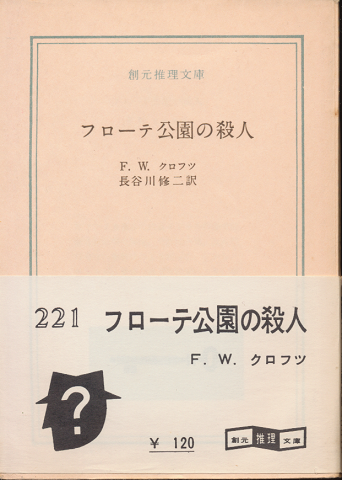 創元推理文庫
フローテ公園の殺人
F. W. クロフツ
長谷川修二訳
221 フローテ公園の殺人
F. W. クロフツ
?
¥ 120
創元 推理 文庫